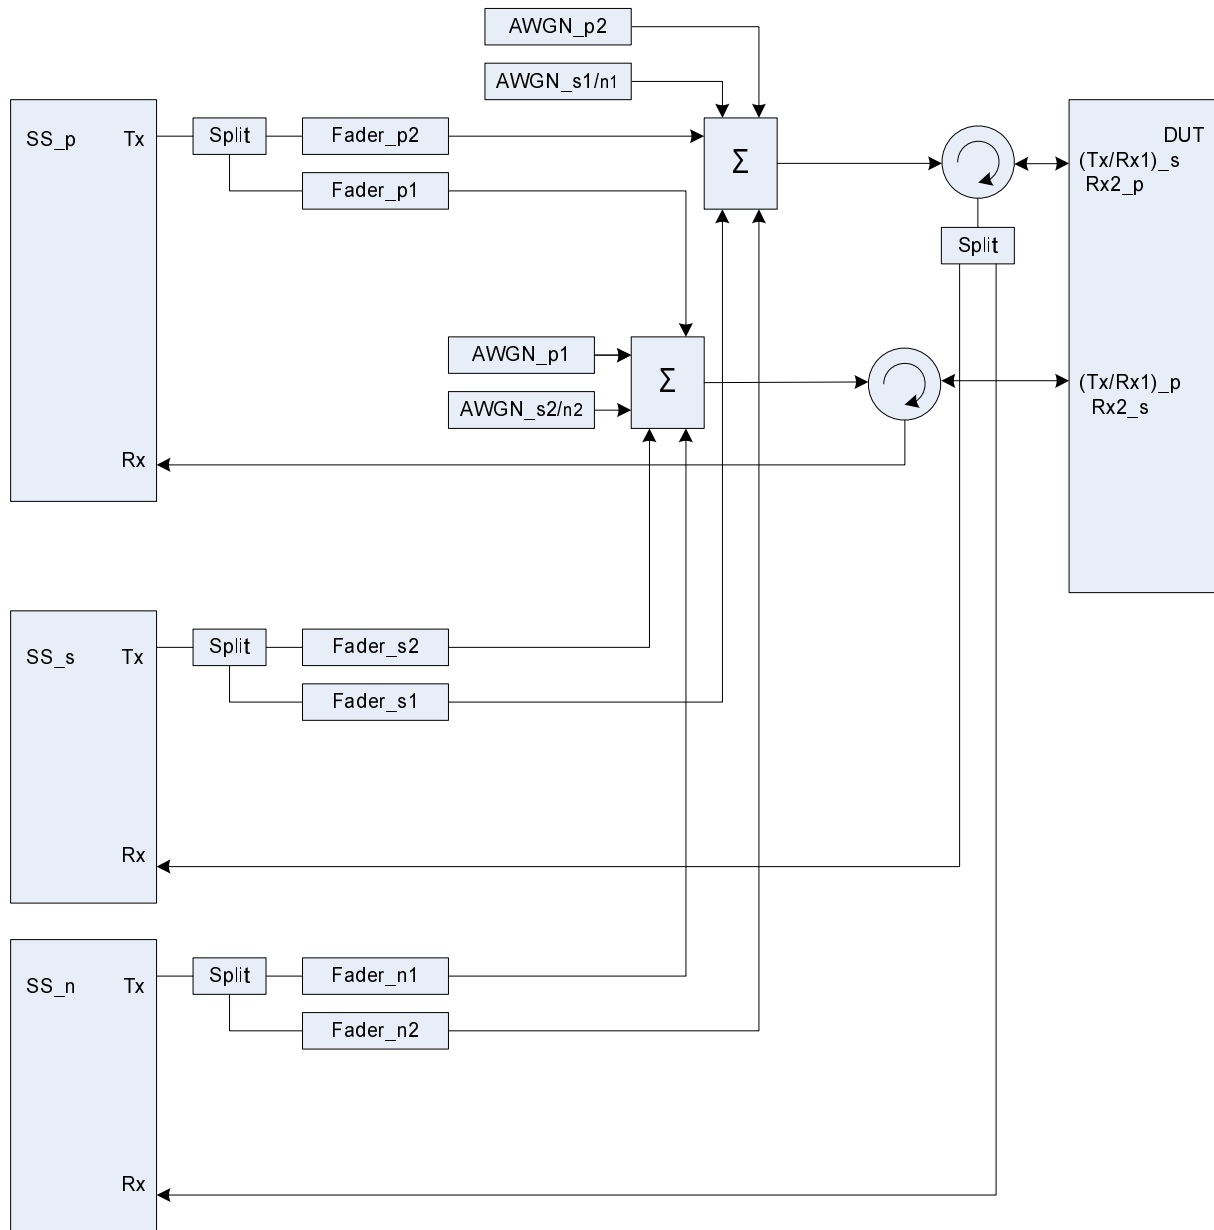 AWGN_p2
AWGN_s1/n1
SS_p
Tx
Split
Fader_p2
Fader_p1
Σ
DUT
(Tx/Rx1)_s
Rx2_p
Split
AWGN_p1
AWGN_s2/n2
Σ
(Tx/Rx1)_p
Rx2_s
Rx
SS_s
Tx
Split
Fader_s2
Fader_s1
Rx
SS_n
Tx
Split
Fader_n1
Fader_n2
Rx